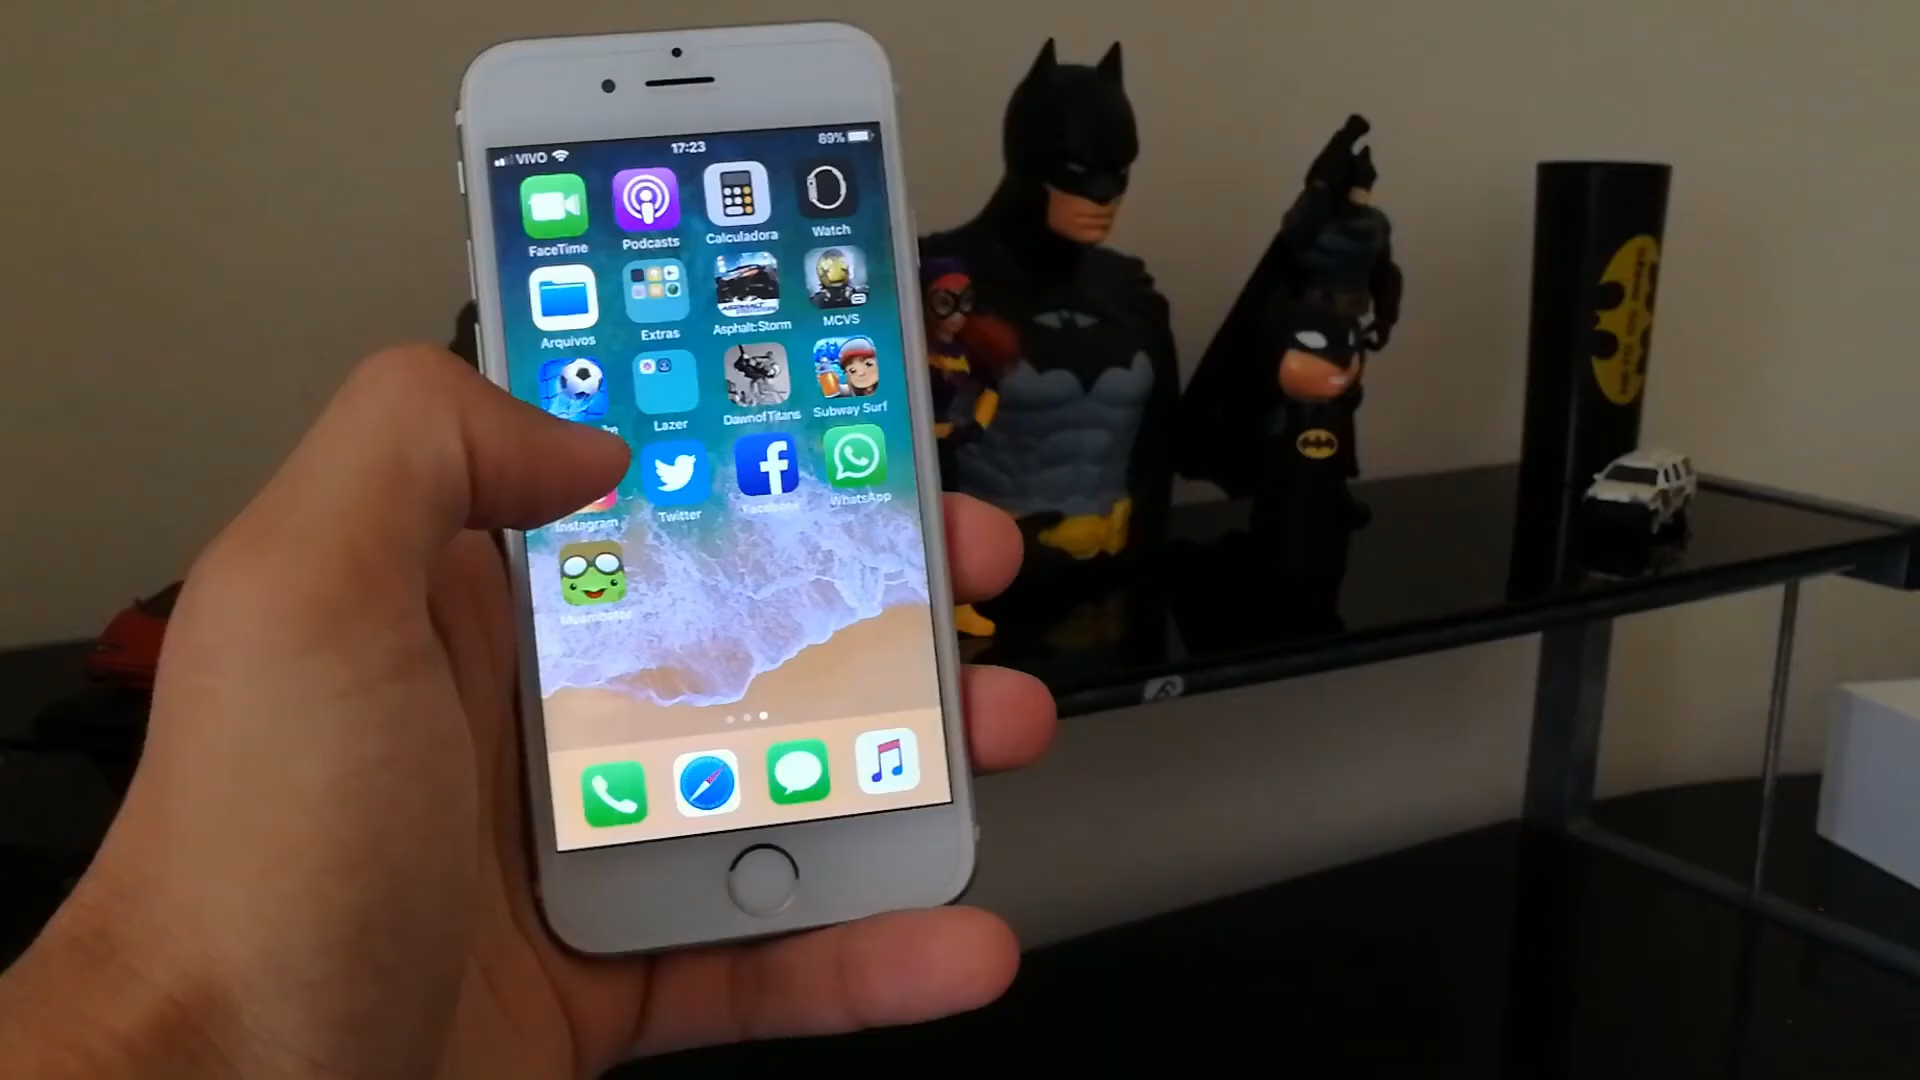 VIVO 17:23 89%
FaceTime Podcasts Calculadora Watch
Arquivos Extras Asphalt:Storm MCVS
Lazer DawnofTitans Subway Surf
Instagram Twitter Facebook WhatsApp